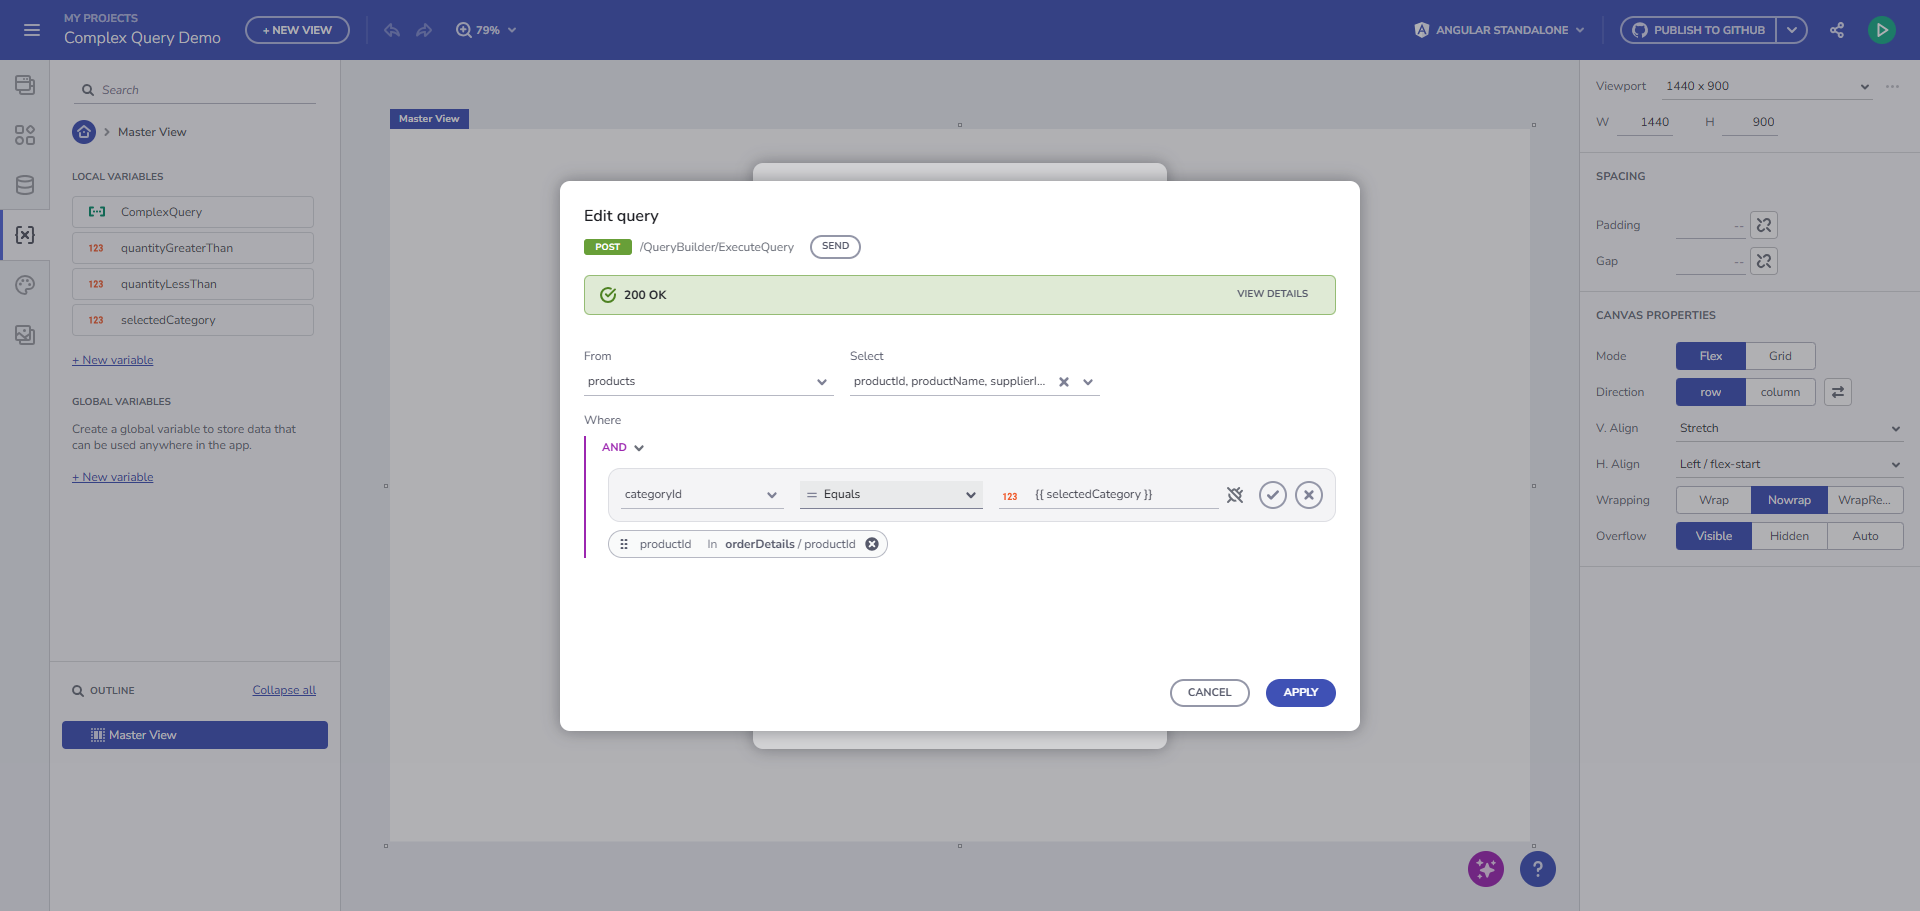 MY PROJECTS
Complex Query Demo
+ NEW VIEW
79%
ANGULAR STANDALONE
PUBLISH TO GITHUB
Search
Master View
LOCAL VARIABLES
ComplexQuery
123 quantityGreaterThan
123 quantityLessThan
123 selectedCategory
+ New variable
GLOBAL VARIABLES
Create a global variable to store data that
can be used anywhere in the app.
+ New variable
OUTLINE
Collapse all
Master View
Master View
Edit query
POST /QueryBuilder/ExecuteQuery SEND
200 OK
VIEW DETAILS
From
Select
products
productId, productName, supplierI...
Where
AND
categoryId
= Equals
123 {{ selectedCategory }}
productId In orderDetails / productId
CANCEL
APPLY
Viewport 1440 x 900
W 1440 H 900
SPACING
Padding --
Gap --
CANVAS PROPERTIES
Mode Flex Grid
Direction row column
V. Align Stretch
H. Align Left / flex-start
Wrapping Wrap Nowrap WrapRe...
Overflow Visible Hidden Auto
?